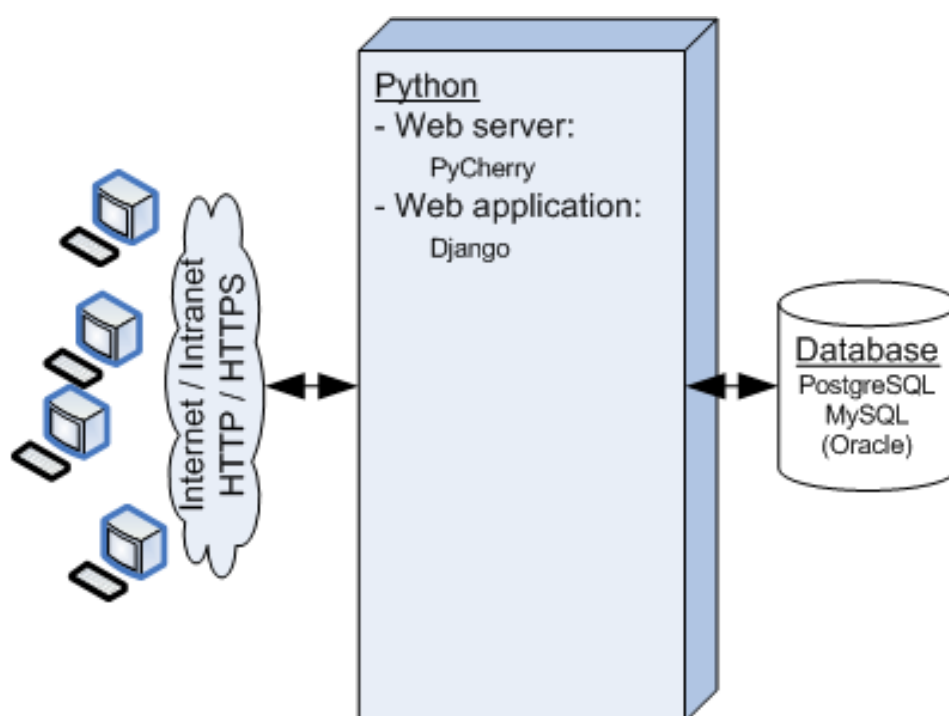 Python
- Web server:
PyCherry
- Web application:
Django
Internet / Intranet
HTTP / HTTPS
Database
PostgreSQL
MySQL
(Oracle)